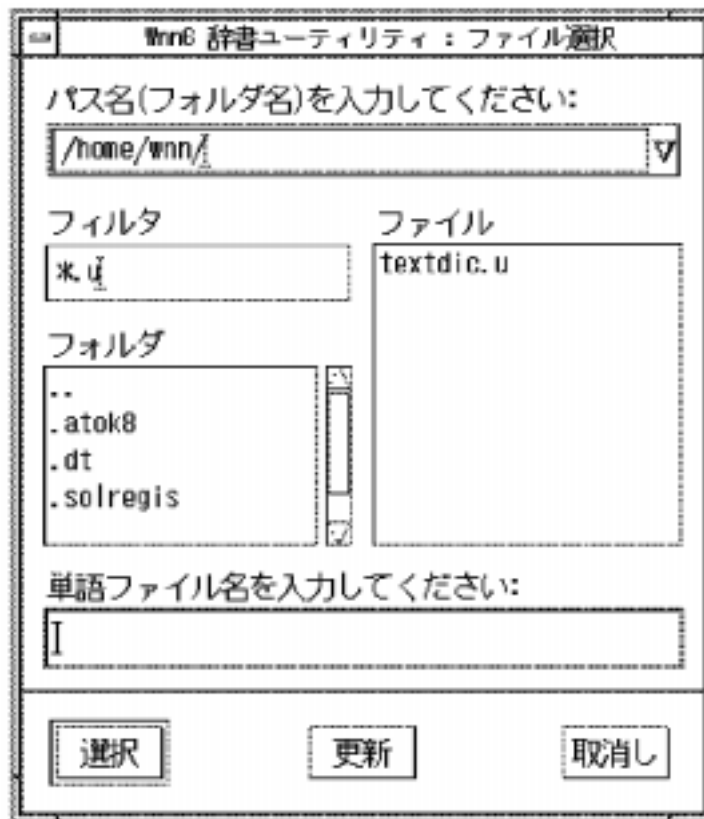 Wnn6 辞書ユーティリティ : ファイル選択
パス名(フォルダ名)を入力してください:
/home/wnn/
フィルタ
*.u
フォルダ
..
.atok8
.dt
.solregis
ファイル
textdic.u
単語ファイル名を入力してください:
選択
更新
取消し